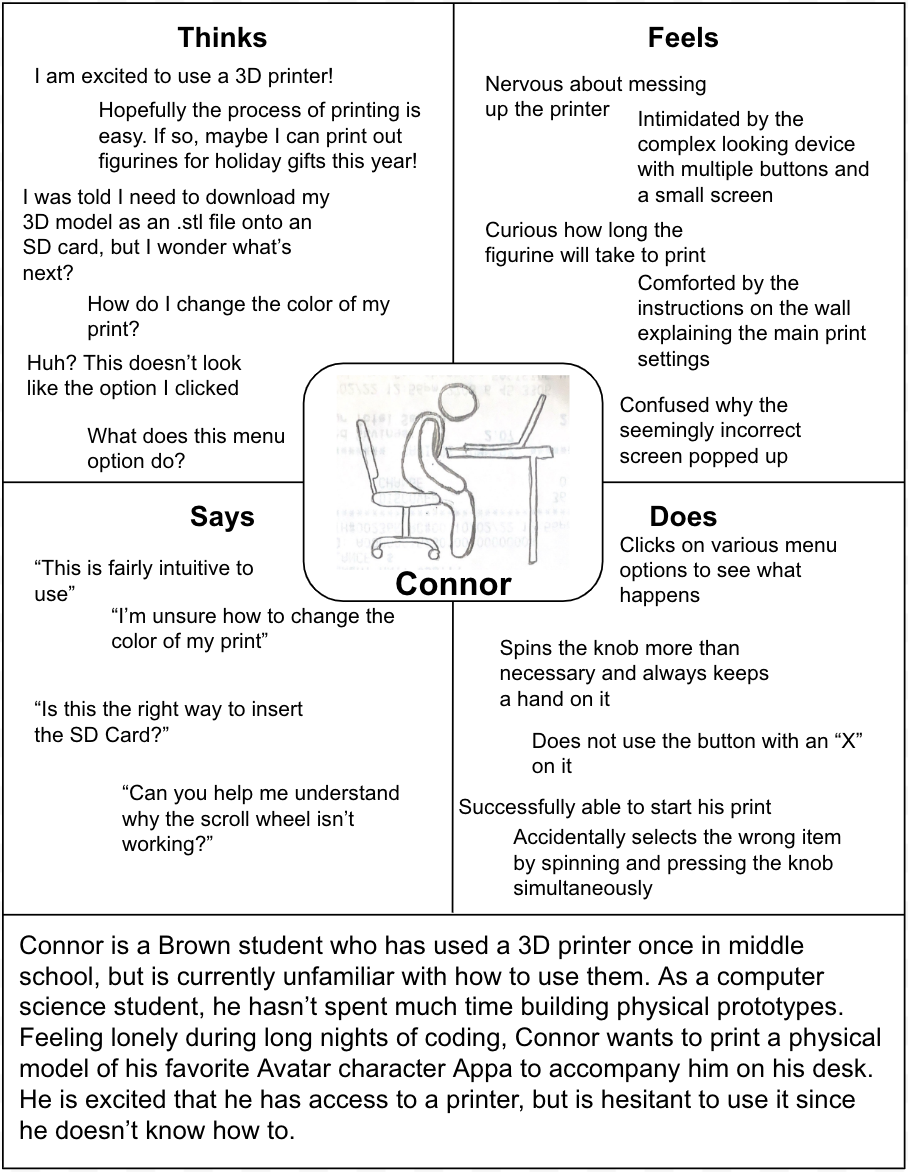 Thinks
I am excited to use a 3D printer!
Hopefully the process of printing is
easy. If so, maybe I can print out
figurines for holiday gifts this year!
I was told I need to download my
3D model as an .stl file onto an
SD card, but I wonder what’s
next?
How do I change the color of my
print?
Huh? This doesn’t look
like the option I clicked
What does this menu
option do?
Feels
Nervous about messing
up the printer
Intimidated by the
complex looking device
with multiple buttons and
a small screen
Curious how long the
figurine will take to print
Comforted by the
instructions on the wall
explaining the main print
settings
Confused why the
seemingly incorrect
screen popped up
Connor
Says
“This is fairly intuitive to
use”
“I’m unsure how to change the
color of my print”
“Is this the right way to insert
the SD Card?”
“Can you help me understand
why the scroll wheel isn’t
working?”
Does
Clicks on various menu
options to see what
happens
Spins the knob more than
necessary and always keeps
a hand on it
Does not use the button with an “X”
on it
Successfully able to start his print
Accidentally selects the wrong item
by spinning and pressing the knob
simultaneously
Connor is a Brown student who has used a 3D printer once in middle
school, but is currently unfamiliar with how to use them. As a computer
science student, he hasn’t spent much time building physical prototypes.
Feeling lonely during long nights of coding, Connor wants to print a physical
model of his favorite Avatar character Appa to accompany him on his desk.
He is excited that he has access to a printer, but is hesitant to use it since
he doesn’t know how to.